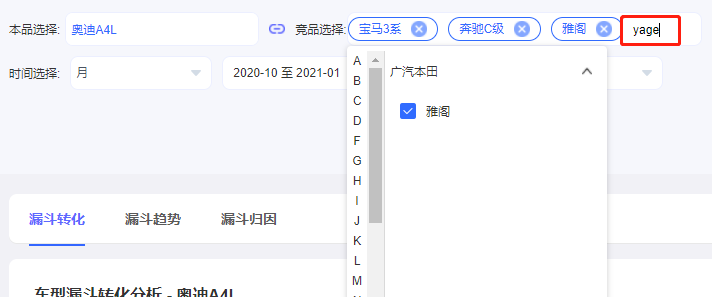 本品选择: 奥迪A4L 竞品选择: 宝马3系 奔驰C级 雅阁 yage
时间选择: 月 2020-10 至 2021-01
A
B
C
D
F
G
H
I
J
K
L
M
N
广汽本田
雅阁
漏斗转化 漏斗趋势 漏斗归因
车型漏斗转化分析 - 奥迪A4L